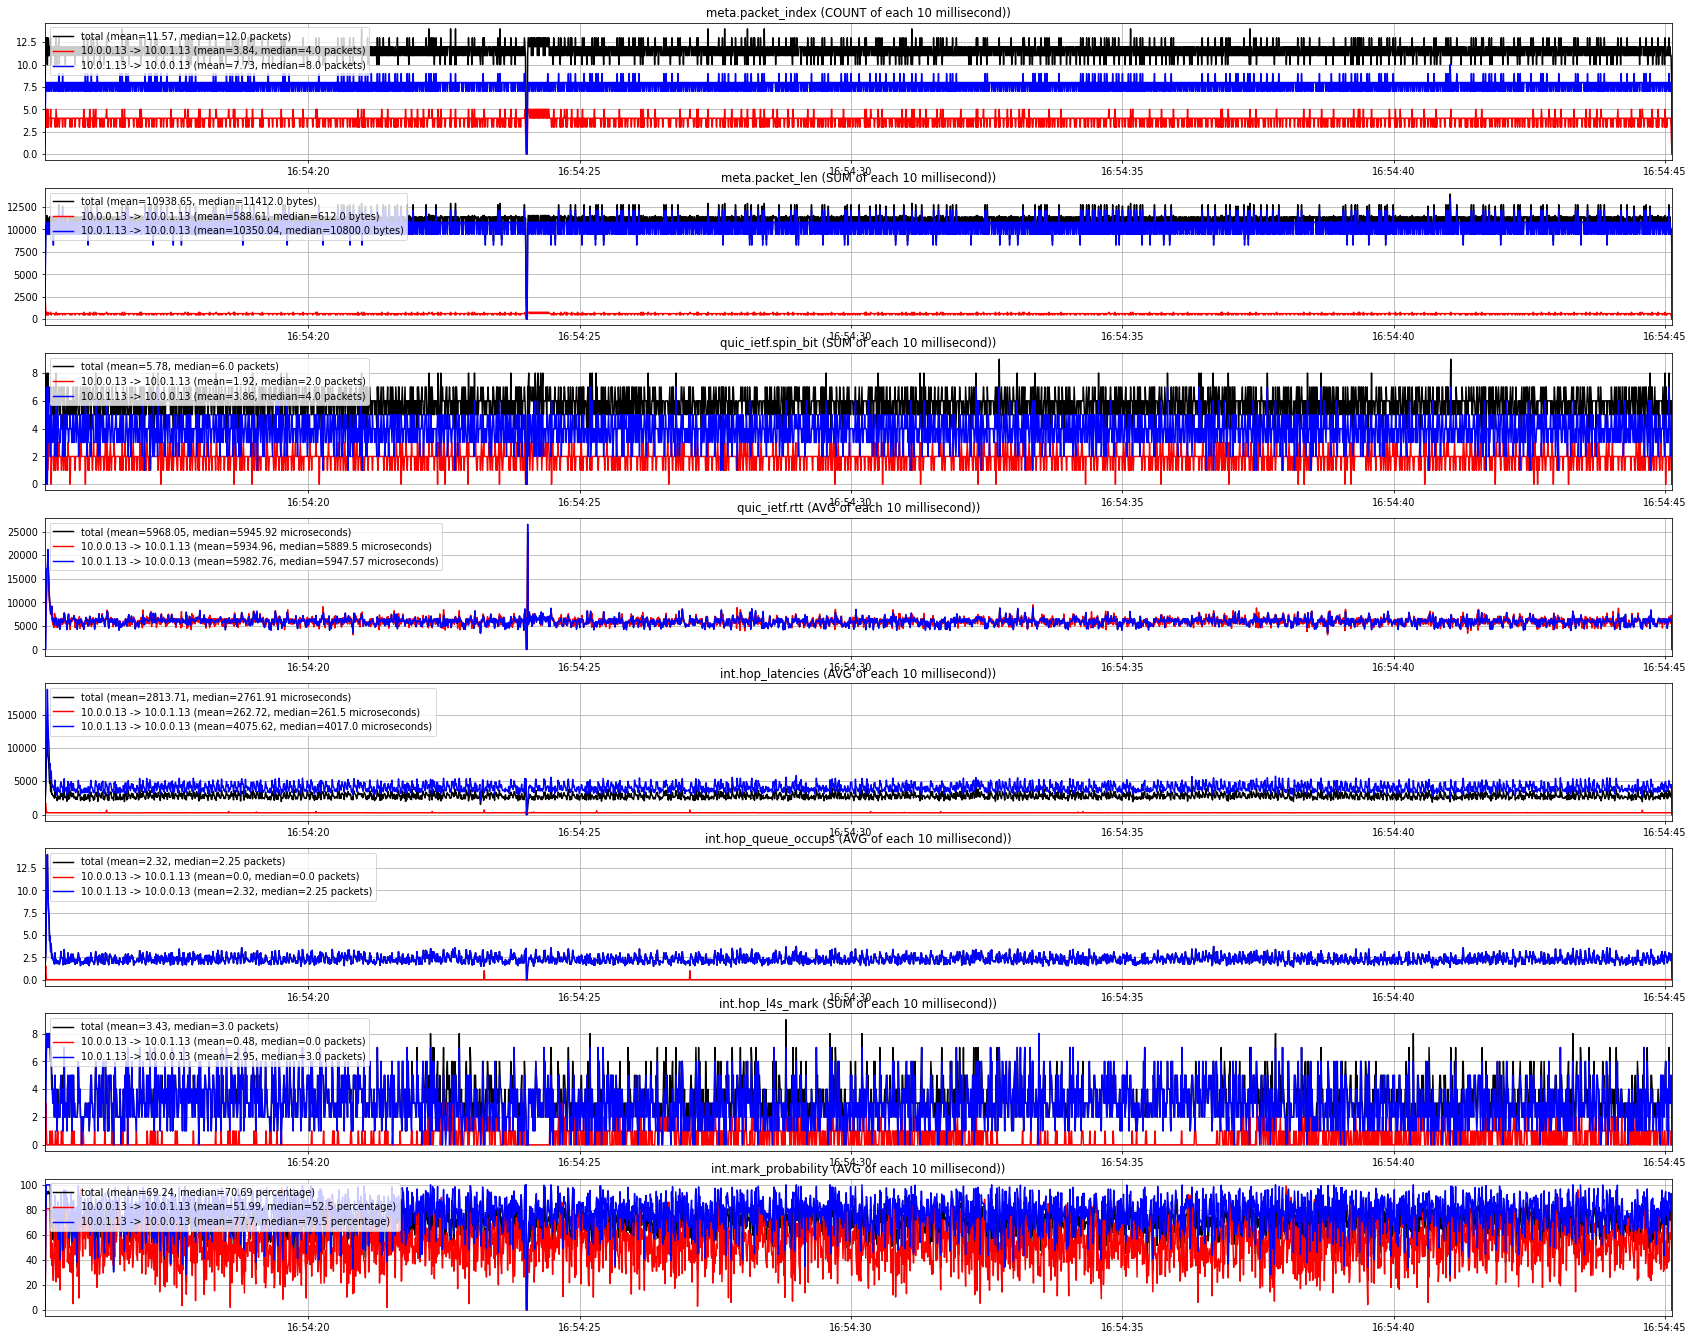 meta.packet_index (COUNT of each 10 millisecond))
total (mean=11.57, median=12.0 packets)
10.0.0.13 -> 10.0.1.13 (mean=3.84, median=4.0 packets)
10.0.1.13 -> 10.0.0.13 (mean=7.73, median=8.0 packets)
12.5
10.0
7.5
5.0
2.5
0.0
16:54:20 16:54:25 16:54:30 16:54:35 16:54:40 16:54:45
meta.packet_len (SUM of each 10 millisecond))
total (mean=10938.65, median=11412.0 bytes)
10.0.0.13 -> 10.0.1.13 (mean=588.61, median=612.0 bytes)
10.0.1.13 -> 10.0.0.13 (mean=10350.04, median=10800.0 bytes)
12500
10000
7500
5000
2500
0
16:54:20 16:54:25 16:54:30 16:54:35 16:54:40 16:54:45
quic_ietf.spin_bit (SUM of each 10 millisecond))
total (mean=5.78, median=6.0 packets)
10.0.0.13 -> 10.0.1.13 (mean=1.92, median=2.0 packets)
10.0.1.13 -> 10.0.0.13 (mean=3.86, median=4.0 packets)
8
6
4
2
0
16:54:20 16:54:25 16:54:30 16:54:35 16:54:40 16:54:45
quic_ietf.rtt (AVG of each 10 millisecond))
total (mean=5968.05, median=5945.92 microseconds)
10.0.0.13 -> 10.0.1.13 (mean=5934.96, median=5889.5 microseconds)
10.0.1.13 -> 10.0.0.13 (mean=5982.76, median=5947.57 microseconds)
25000
20000
15000
10000
5000
0
16:54:20 16:54:25 16:54:30 16:54:35 16:54:40 16:54:45
int.hop_latencies (AVG of each 10 millisecond))
total (mean=2813.71, median=2761.91 microseconds)
10.0.0.13 -> 10.0.1.13 (mean=262.72, median=261.5 microseconds)
10.0.1.13 -> 10.0.0.13 (mean=4075.62, median=4017.0 microseconds)
15000
10000
5000
0
16:54:20 16:54:25 16:54:30 16:54:35 16:54:40 16:54:45
int.hop_queue_occups (AVG of each 10 millisecond))
total (mean=2.32, median=2.25 packets)
10.0.0.13 -> 10.0.1.13 (mean=0.0, median=0.0 packets)
10.0.1.13 -> 10.0.0.13 (mean=2.32, median=2.25 packets)
12.5
10.0
7.5
5.0
2.5
0.0
16:54:20 16:54:25 16:54:30 16:54:35 16:54:40 16:54:45
int.hop_l4s_mark (SUM of each 10 millisecond))
total (mean=3.43, median=3.0 packets)
10.0.0.13 -> 10.0.1.13 (mean=0.48, median=0.0 packets)
10.0.1.13 -> 10.0.0.13 (mean=2.95, median=3.0 packets)
8
6
4
2
0
16:54:20 16:54:25 16:54:30 16:54:35 16:54:40 16:54:45
int.mark_probability (AVG of each 10 millisecond))
total (mean=69.24, median=70.69 percentage)
10.0.0.13 -> 10.0.1.13 (mean=51.99, median=52.5 percentage)
10.0.1.13 -> 10.0.0.13 (mean=77.7, median=79.5 percentage)
100
80
60
40
20
0
16:54:20 16:54:25 16:54:30 16:54:35 16:54:40 16:54:45